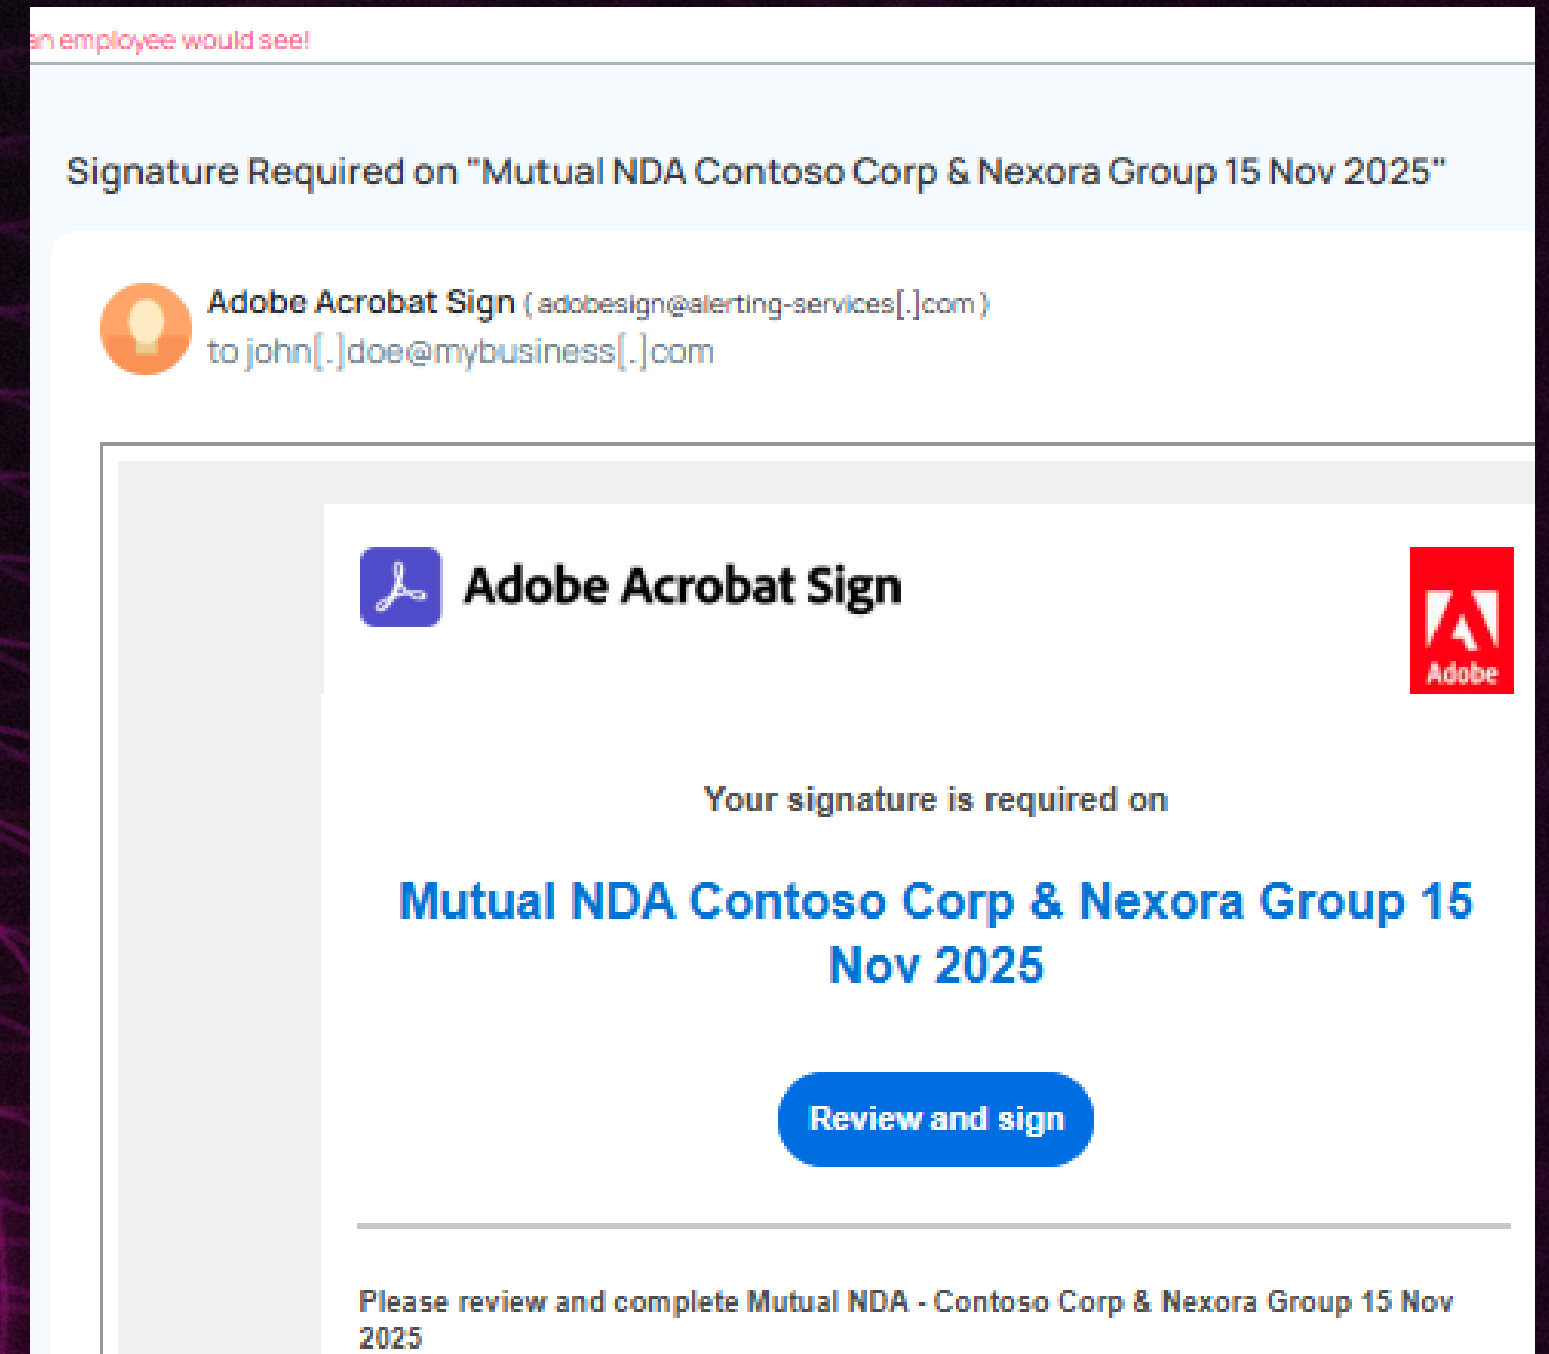 an employee would see!
Signature Required on "Mutual NDA Contoso Corp & Nexora Group 15 Nov 2025"
Adobe Acrobat Sign ( adobesign@alerting-services[.]com )
to john[.]doe@mybusiness[.]com
Adobe Acrobat Sign
Adobe
Your signature is required on
Mutual NDA Contoso Corp & Nexora Group 15
Nov 2025
Review and sign
Please review and complete Mutual NDA - Contoso Corp & Nexora Group 15 Nov
2025